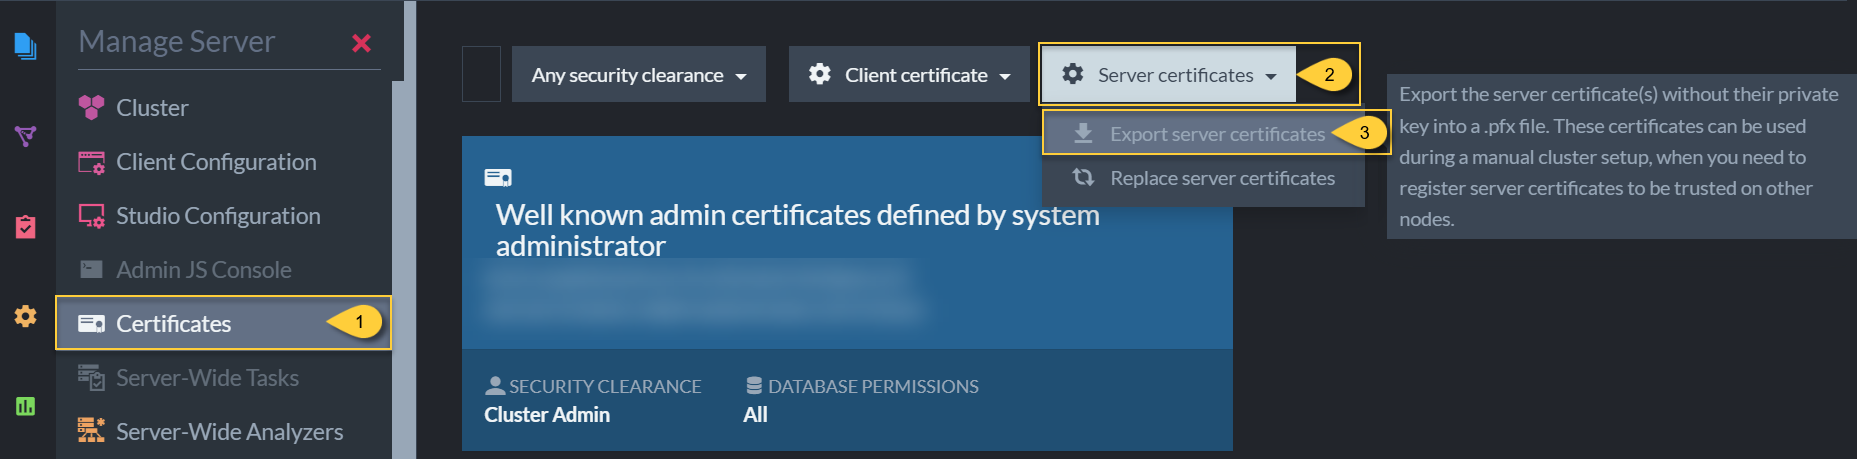 Manage Server
Cluster
Client Configuration
Studio Configuration
Admin JS Console
Certificates
1
Server-Wide Tasks
Server-Wide Analyzers
Any security clearance
Client certificate
Server certificates
2
Export server certificates
3
Replace server certificates
Export the server certificate(s) without their private
key into a .pfx file. These certificates can be used
during a manual cluster setup, when you need to
register server certificates to be trusted on other
nodes.
Well known admin certificates defined by system
administrator
SECURITY CLEARANCE
Cluster Admin
DATABASE PERMISSIONS
All